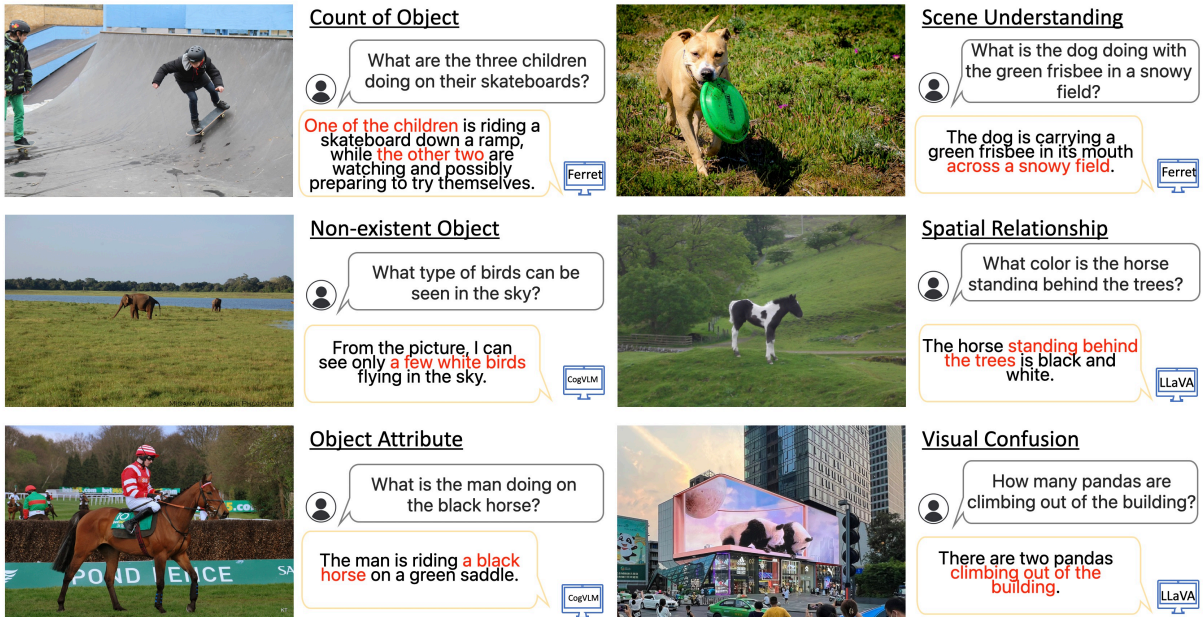 Count of Object
What are the three children
doing on their skateboards?
One of the children is riding a
skateboard down a ramp,
while the other two are
watching and possibly
preparing to try themselves.
Ferret
Scene Understanding
What is the dog doing with
the green frisbee in a snowy
field?
The dog is carrying a
green frisbee in its mouth
across a snowy field.
Ferret
Non-existent Object
What type of birds can be
seen in the sky?
From the picture, I can
see only a few white birds
flying in the sky.
CogVLM
Spatial Relationship
What color is the horse
standing behind the trees?
The horse standing behind
the trees is black and
white.
LLaVA
Object Attribute
What is the man doing on
the black horse?
The man is riding a black
horse on a green saddle.
CogVLM
POND FENCE
SA
KT
Visual Confusion
How many pandas are
climbing out of the building?
There are two pandas
climbing out of the
building.
LLaVA